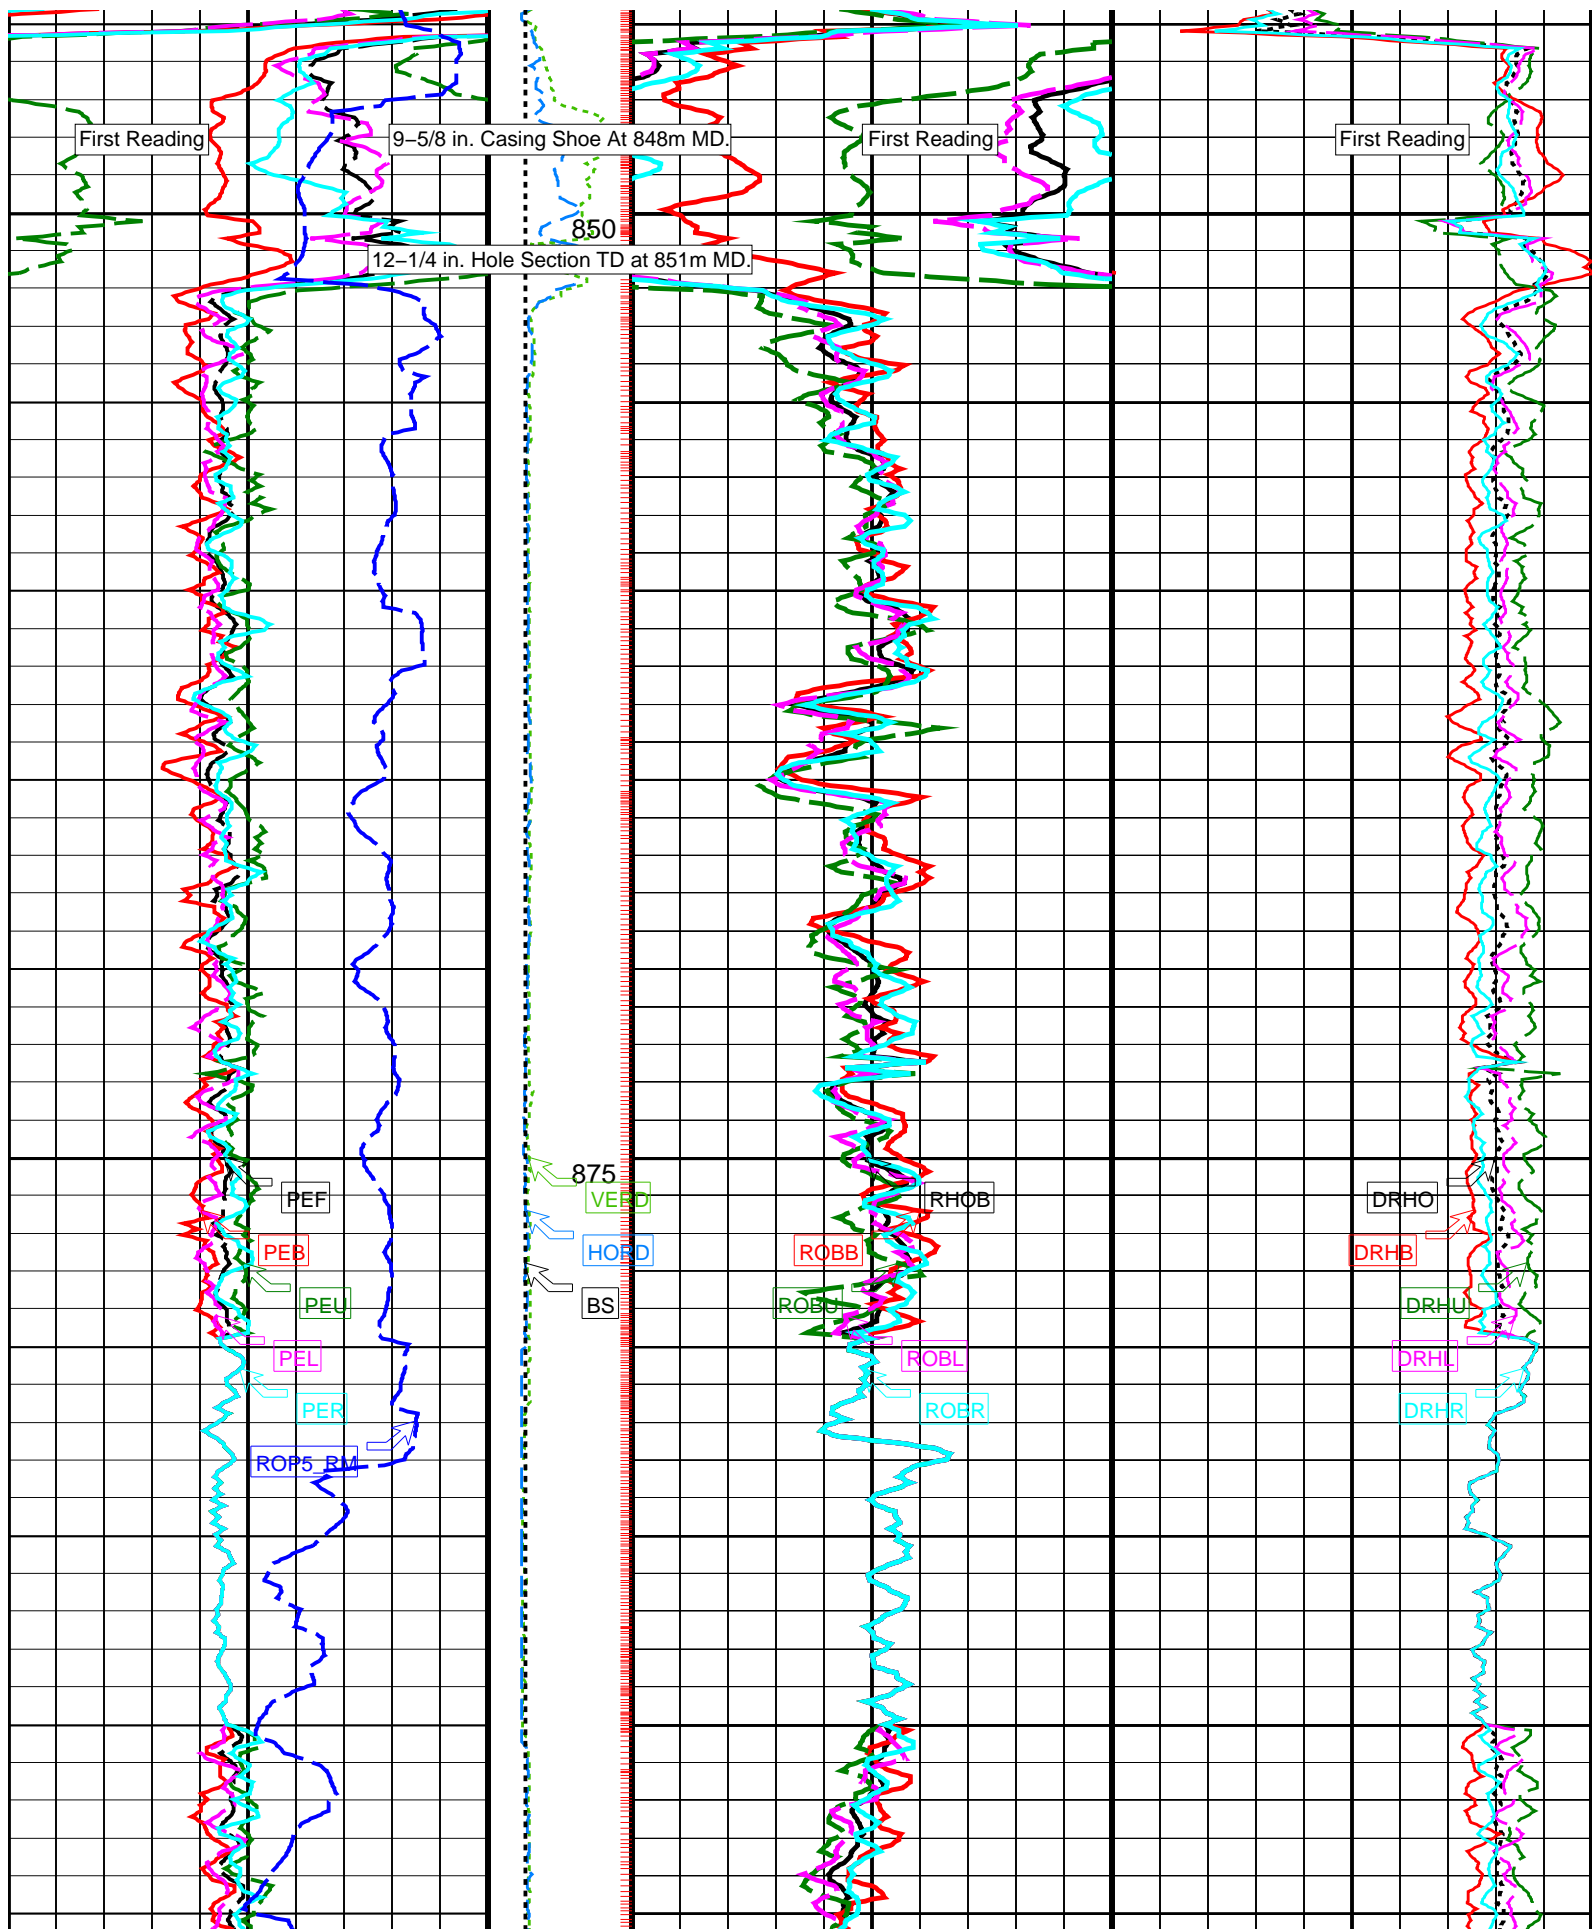 First Reading
9–5/8 in. Casing Shoe At 848m MD.
First Reading
First Reading
850
12–1/4 in. Hole Section TD at 851m MD.
875
PEF
VERD
RHOB
DRHO
PEB
HORD
ROBB
DRHB
PEU
BS
ROBU
DRHU
PEL
ROBL
DRHL
PER
ROBR
DRHR
ROP5_RM